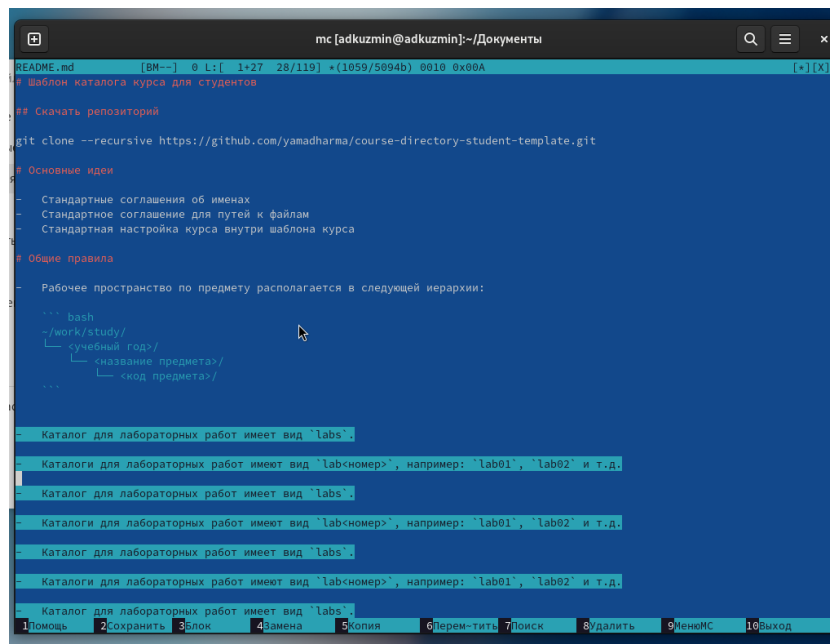 mc [adkuzmin@adkuzmin]:~/Документы
README.md [BM--] 0 L:[ 1+27 28/119] *(1059/5094b) 0010 0x00A [*][X]
# Шаблон каталога курса для студентов
## Скачать репозиторий
git clone --recursive https://github.com/yamadharma/course-directory-student-template.git
# Основные идеи
- Стандартные соглашения об именах
- Стандартное соглашение для путей к файлам
- Стандартная настройка курса внутри шаблона курса
# Общие правила
- Рабочее пространство по предмету располагается в следующей иерархии:
``` bash
~/work/study/
└── <учебный год>/
└── <название предмета>/
└── <код предмета>/
```
- Каталог для лабораторных работ имеет вид `labs`.
- Каталоги для лабораторных работ имеют вид `lab<номер>`, например: `lab01`, `lab02` и т.д.
- Каталог для лабораторных работ имеет вид `labs`.
- Каталоги для лабораторных работ имеют вид `lab<номер>`, например: `lab01`, `lab02` и т.д.
- Каталог для лабораторных работ имеет вид `labs`.
- Каталоги для лабораторных работ имеют вид `lab<номер>`, например: `lab01`, `lab02` и т.д.
- Каталог для лабораторных работ имеет вид `labs`.
1Помощь 2Сохранить 3Блок 4Замена 5Копия 6Перем~тить 7Поиск 8Удалить 9МенюМС 10Выход